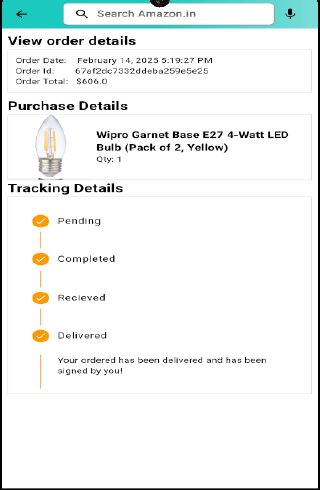 Search Amazon.in
View order details
Order Date: February 14, 2025 5:19:27 PM
Order Id: 67af2dc7332ddeba259e5e25
Order Total: $606.0
Purchase Details
Wipro Garnet Base E27 4-Watt LED
Bulb (Pack of 2, Yellow)
Qty: 1
Tracking Details
Pending
Completed
Recieved
Delivered
Your ordered has been delivered and has been
signed by you!